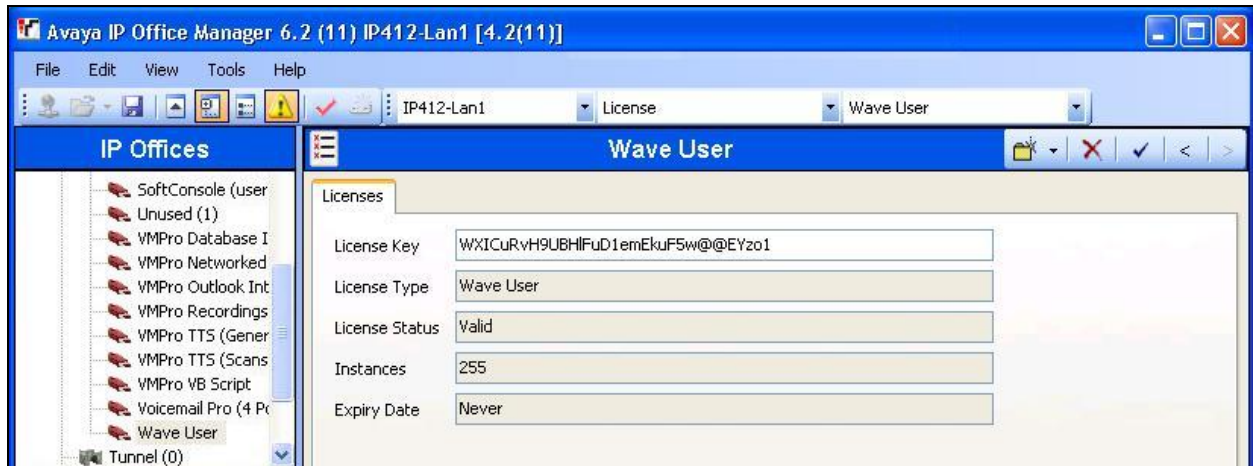 Avaya IP Office Manager 6.2 (11) IP412-Lan1 [4.2(11)]
File Edit View Tools Help
IP412-Lan1 License Wave User
IP Offices
Wave User
SoftConsole (user
Unused (1)
VMPro Database I
VMPro Networked
VMPro Outlook Int
VMPro Recordings
VMPro TTS (Gener
VMPro TTS (Scans
VMPro VB Script
Voicemail Pro (4 Po
Wave User
Tunnel (0)
Licenses
License Key WXICuRvH9UBHlFuD1emEkuF5w@@EYzo1
License Type Wave User
License Status Valid
Instances 255
Expiry Date Never